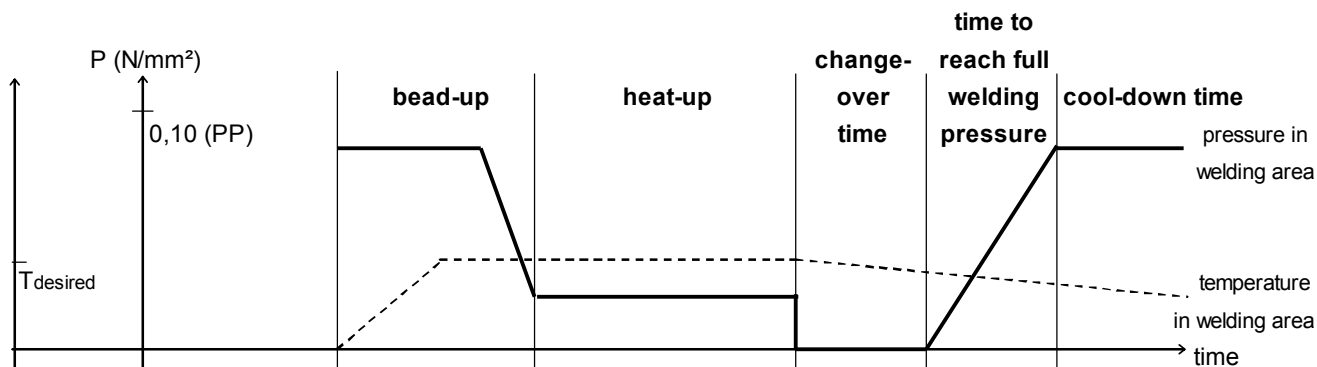 P (N/mm²)
0,10 (PP)
Tdesired
bead-up
heat-up
change-
over
time
time to
reach full
welding
pressure
cool-down time
pressure in
welding area
temperature
in welding area
time